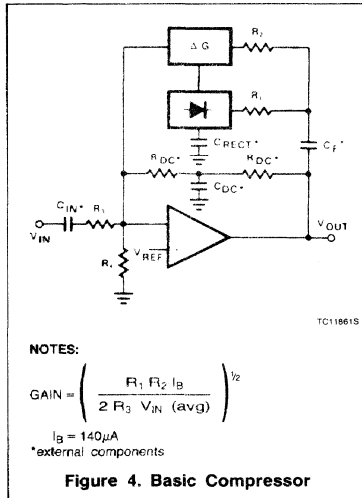 ΔG
R2
R1
CRECT*
CF*
RDC*
RDC*
CIN*
R3
CDC*
VIN
VREF
VOUT
R4
TC11861S
NOTES:
GAIN = ( R1 R2 IB / 2 R3 VIN (avg) ) ½
IB = 140μA
*external components
Figure 4. Basic Compressor